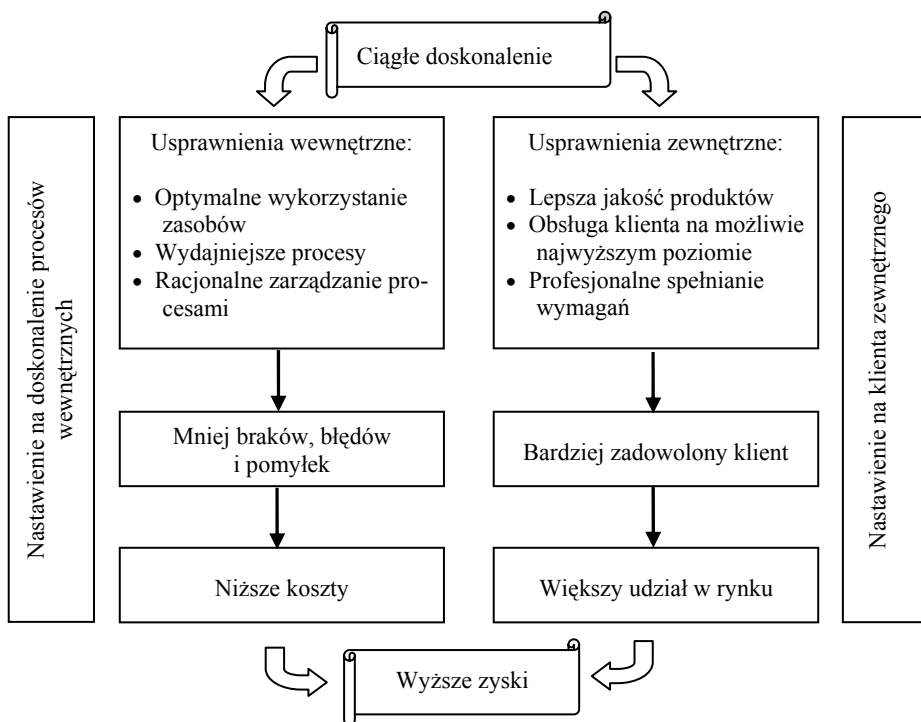 Ciągłe doskonalenie
Nastawienie na doskonalenie procesów
wewnętrznych
Usprawnienia wewnętrzne:
• Optymalne wykorzystanie
zasobów
• Wydajniejsze procesy
• Racjonalne zarządzanie pro-
cesami
Mniej braków, błędów
i pomyłek
Niższe koszty
Usprawnienia zewnętrzne:
• Lepsza jakość produktów
• Obsługa klienta na możliwie
najwyższym poziomie
• Profesjonalne spełnianie
wymagań
Bardziej zadowolony klient
Większy udział w rynku
Nastawienie na klienta zewnętrznego
Wyższe zyski